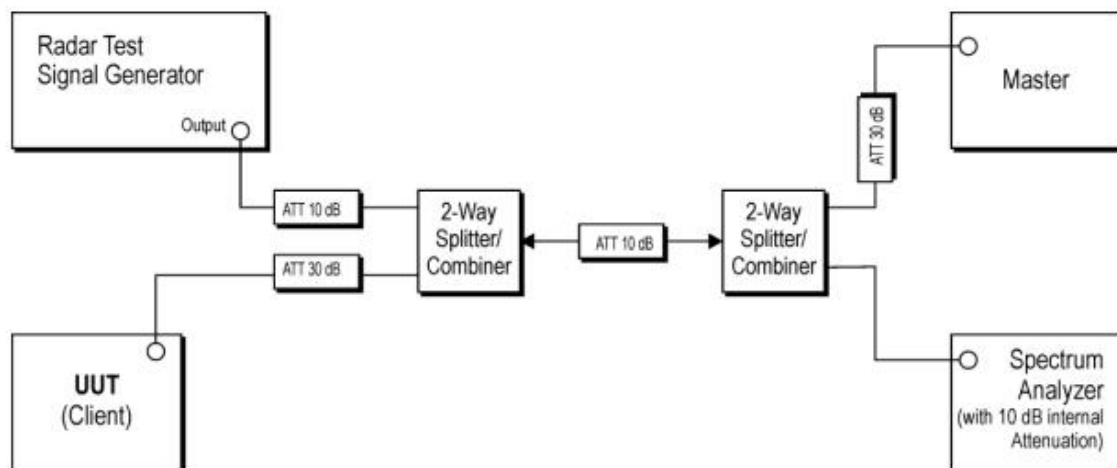 Radar Test
Signal Generator
Output
ATT 10 dB
ATT 30 dB
UUT
(Client)
2-Way
Splitter/
Combiner
ATT 10 dB
2-Way
Splitter/
Combiner
ATT 30 dB
Master
Spectrum
Analyzer
(with 10 dB internal
Attenuation)